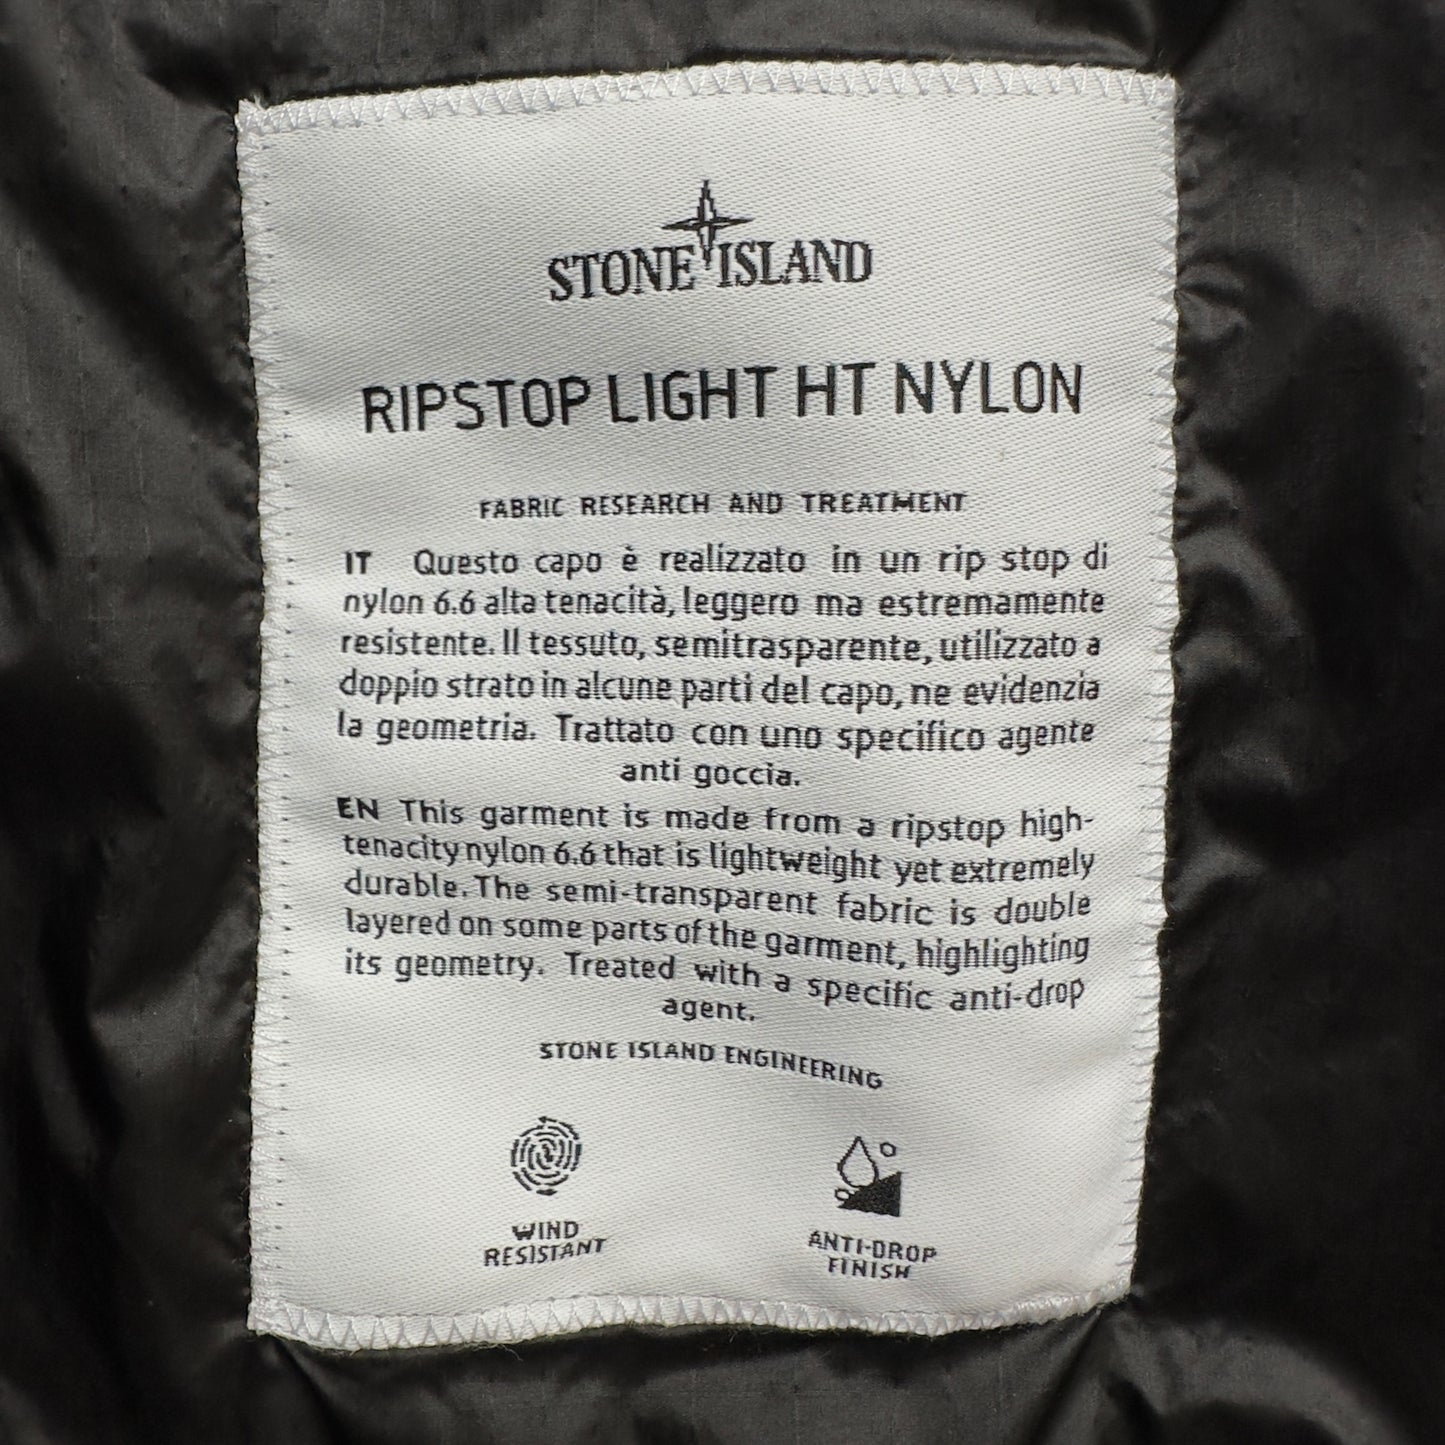 STONE ISLAND
RIPSTOP LIGHT HT NYLON
FABRIC RESEARCH AND TREATMENT
IT Questo capo è realizzato in un rip stop di
nylon 6.6 alta tenacità, leggero ma estremamente
resistente. Il tessuto, semitrasparente, utilizzato a
doppio strato in alcune parti del capo, ne evidenzia
la geometria. Trattato con uno specifico agente
anti goccia.
EN This garment is made from a ripstop high-
tenacity nylon 6.6 that is lightweight yet extremely
durable. The semi-transparent fabric is double
layered on some parts of the garment, highlighting
its geometry. Treated with a specific anti-drop
agent.
STONE ISLAND ENGINEERING
WIND
RESISTANT
ANTI-DROP
FINISH